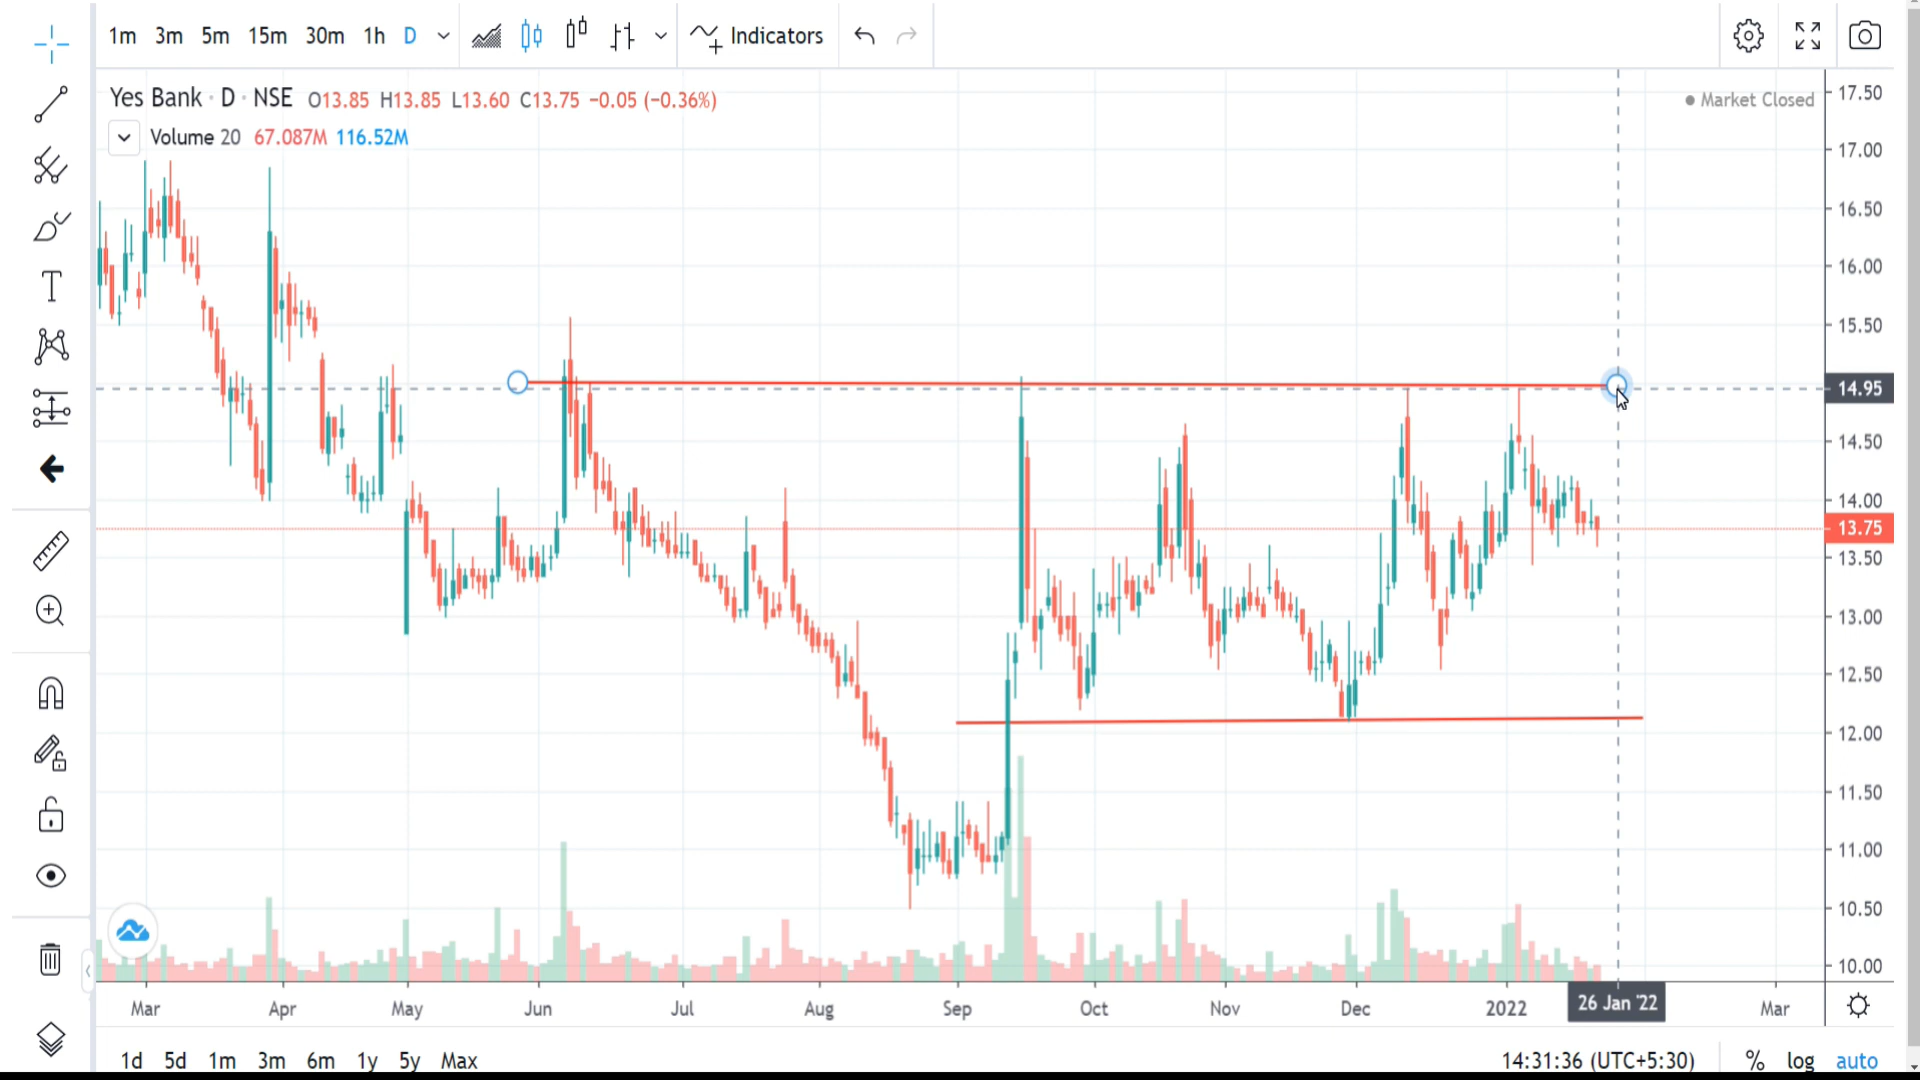 1m 3m 5m 15m 30m 1h D Indicators
Yes Bank · D · NSE O13.85 H13.85 L13.60 C13.75 −0.05 (−0.36%)
Market Closed
Volume 20 67.087M 116.52M
T
17.50
17.00
16.50
16.00
15.50
14.95
14.50
14.00
13.75
13.50
13.00
12.50
12.00
11.50
11.00
10.50
10.00
Mar Apr May Jun Jul Aug Sep Oct Nov Dec 2022 26 Jan '22 Mar
1d 5d 1m 3m 6m 1y 5y Max 14:31:36 (UTC+5:30) % log auto